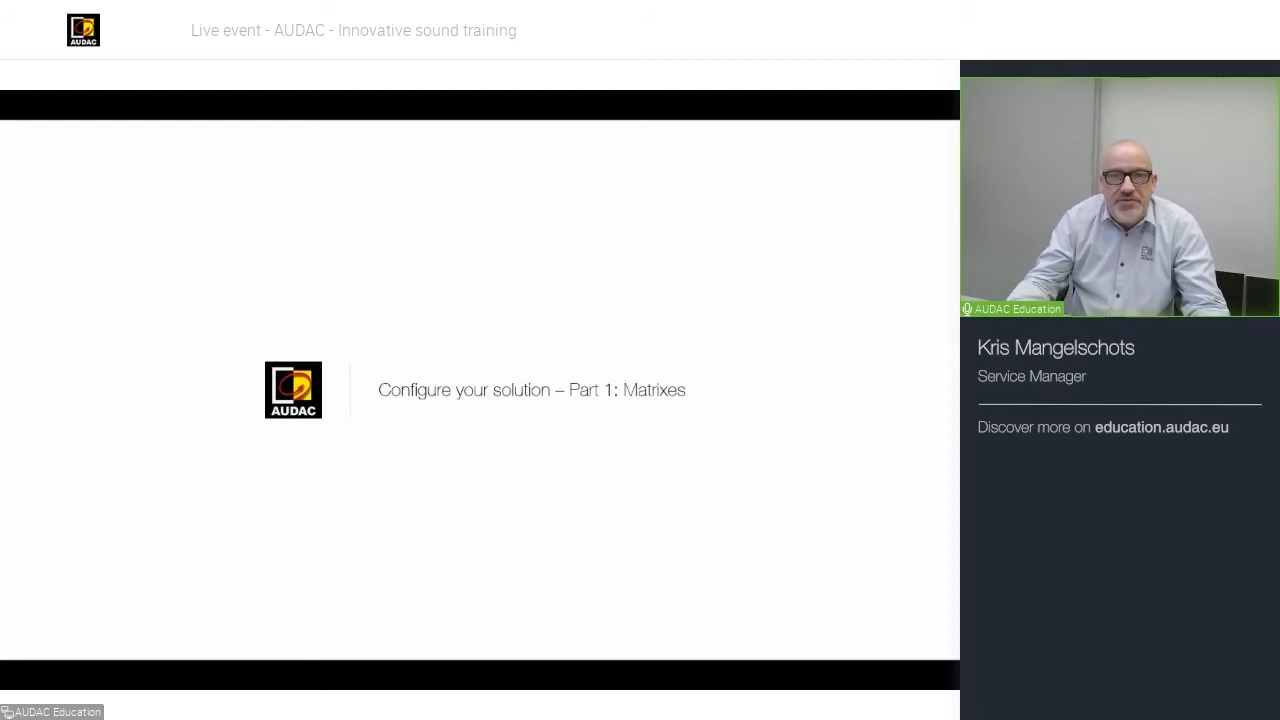 AUDAC
Live event - AUDAC - Innovative sound training
AUDAC
Configure your solution – Part 1: Matrixes
AUDAC Education
Kris Mangelschots
Service Manager
Discover more on education.audac.eu
AUDAC Education